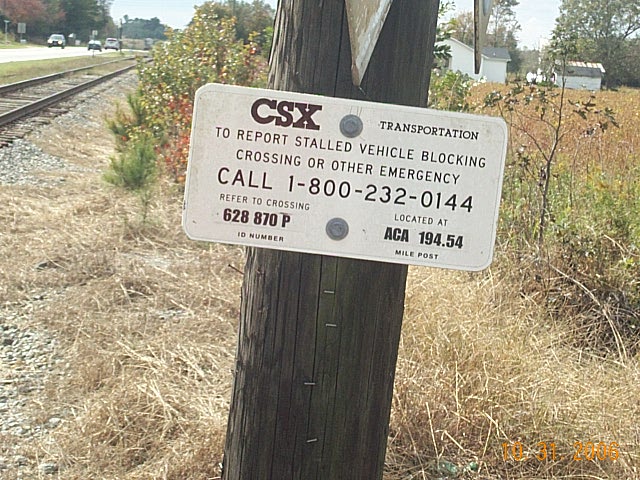 CSX TRANSPORTATION
TO REPORT STALLED VEHICLE BLOCKING
CROSSING OR OTHER EMERGENCY
CALL 1-800-232-0144
REFER TO CROSSING LOCATED AT
628 870 P ACA 194.54
ID NUMBER MILE POST
10 31 2006